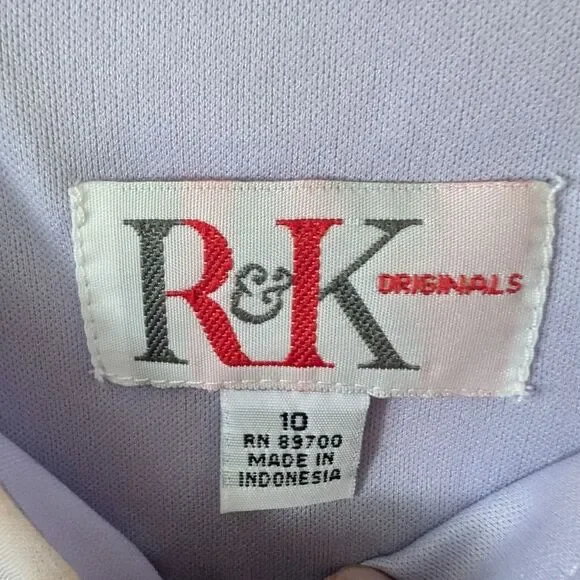 R&K ORIGINALS
10
RN 89700
MADE IN
INDONESIA